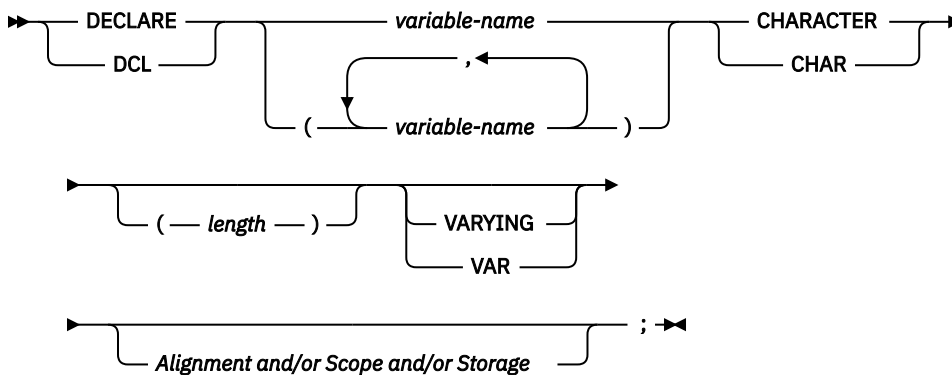 DECLARE variable-name CHARACTER
DCL , CHAR
( variable-name )
( length ) VARYING
VAR
;
Alignment and/or Scope and/or Storage